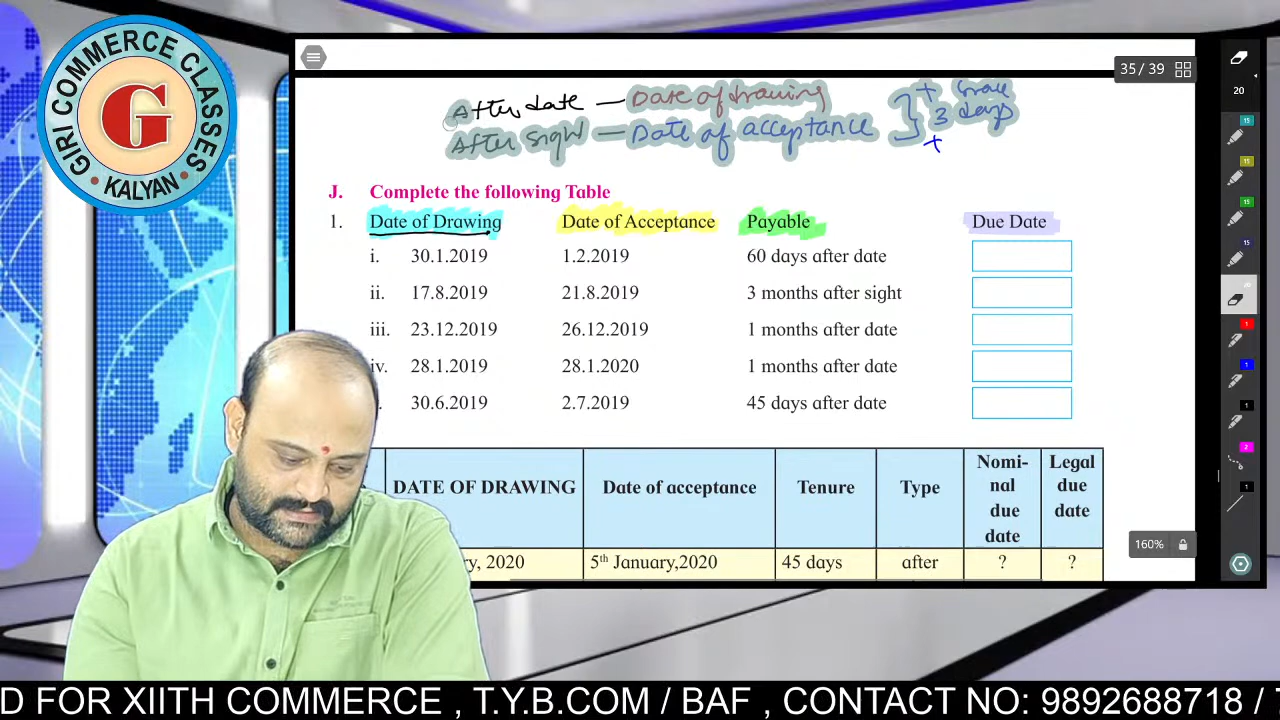 GIRI COMMERCE CLASSES
G
• KALYAN •
35/39
20
After date — Date of drawing } + Grace
After sight — Date of acceptance 3 days
+
J. Complete the following Table
1. Date of Drawing Date of Acceptance Payable Due Date
i. 30.1.2019 1.2.2019 60 days after date
ii. 17.8.2019 21.8.2019 3 months after sight
iii. 23.12.2019 26.12.2019 1 months after date
iv. 28.1.2019 28.1.2020 1 months after date
. 30.6.2019 2.7.2019 45 days after date
DATE OF DRAWING Date of acceptance Tenure Type Nomi- nal due date Legal due date
ry, 2020 5th January,2020 45 days after ? ?
160%
D FOR XIITH COMMERCE , T.Y.B.COM / BAF , CONTACT NO: 9892688718 /